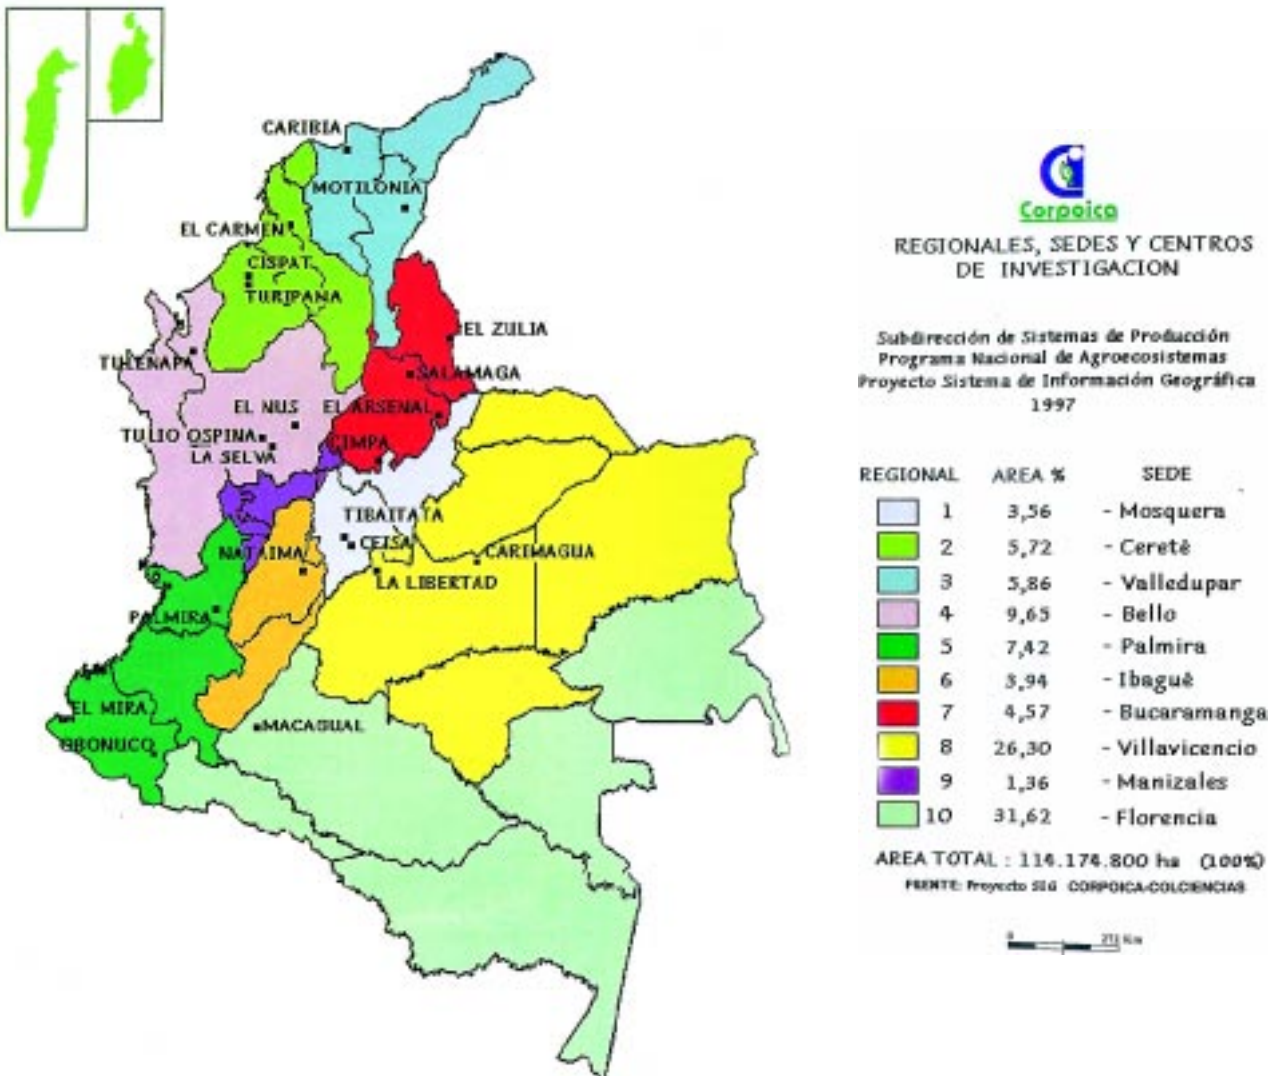 CARIBIA
MOTILONIA
EL CARMEN
CISPAT
TURIPANA
EL ZULIA
TULENAPA
SALAMAGA
EL NUS
EL ARSENAL
TULIO OSPINA
CIMPA
LA SELVA
TIBAITATA
NATAIMA
CEISA
CARIMAGUA
LA LIBERTAD
PALMIRA
EL MIRA
MACAGUAL
OBONUCO
Corpoica
REGIONALES, SEDES Y CENTROS
DE INVESTIGACION
Subdirección de Sistemas de Producción
Programa Nacional de Agroecosistemas
Proyecto Sistema de Información Geográfica
1997
REGIONAL AREA % SEDE
1 3,56 - Mosquera
2 5,72 - Cereté
3 5,86 - Valledupar
4 9,65 - Bello
5 7,42 - Palmira
6 3,94 - Ibagué
7 4,57 - Bucaramanga
8 26,30 - Villavicencio
9 1,36 - Manizales
10 31,62 - Florencia
AREA TOTAL : 114.174.800 ha (100%)
FRENTE: Proyecto SIG CORPOICA-COLCIENCIAS
0 Km